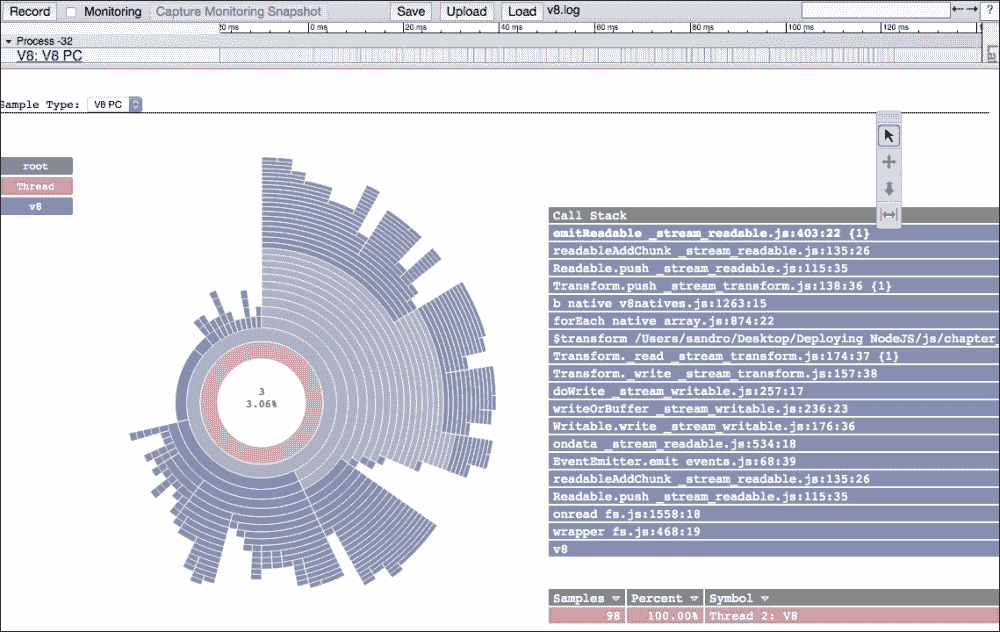 Record Monitoring Capture Monitoring Snapshot Save Upload Load v8.log ?
0 ms 0 ms 20 ms 40 ms 60 ms 80 ms 100 ms 120 ms
Process -32
V8: V8 PC
Sample Type: V8 PC
root
Thread
v8
3
3.06%
Call Stack
emitReadable _stream_readable.js:403:22 {1}
readableAddChunk _stream_readable.js:135:26
Readable.push _stream_readable.js:115:35
Transform.push _stream_transform.js:138:36 {1}
b native v8natives.js:1263:15
forEach native array.js:874:22
$transform /Users/sandro/Desktop/Deploying NodeJS/js/chapter_
Transform._read _stream_transform.js:174:37 {1}
Transform._write _stream_transform.js:157:38
doWrite _stream_writable.js:257:17
writeOrBuffer _stream_writable.js:236:23
Writable.write _stream_writable.js:176:36
ondata _stream_readable.js:534:18
EventEmitter.emit events.js:68:39
readableAddChunk _stream_readable.js:135:26
Readable.push _stream_readable.js:115:35
onread fs.js:1558:18
wrapper fs.js:468:19
v8
Samples Percent Symbol
98 100.00% Thread 2: V8